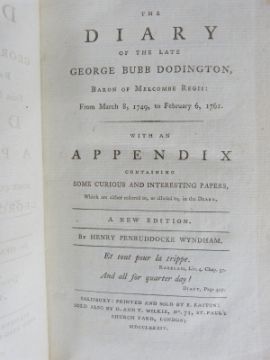 THE
DIARY
OF THE LATE
GEORGE BUBB DODINGTON,
BARON OF MELCOMBE REGIS:
From March 8, 1749, to February 6, 1761.
WITH AN
APPENDIX
CONTAINING
SOME CURIOUS AND INTERESTING PAPERS,
Which are either referred to, or alluded to, in the DIARY.
A NEW EDITION.
BY HENRY PENRUDDOCKE WYNDHAM.
Et tout pour la trippe.
RABELAIS, Liv. 4. Chap. 57.
And all for quarter day!
DIARY, Page
SALISBURY: PRINTED AND SOLD BY E. EASTON:
SOLD ALSO BY G. AND T. WILKIE, Nº. 71, ST. PAUL'S
CHURCH YARD, LONDON;
MDCCLXXXIV.